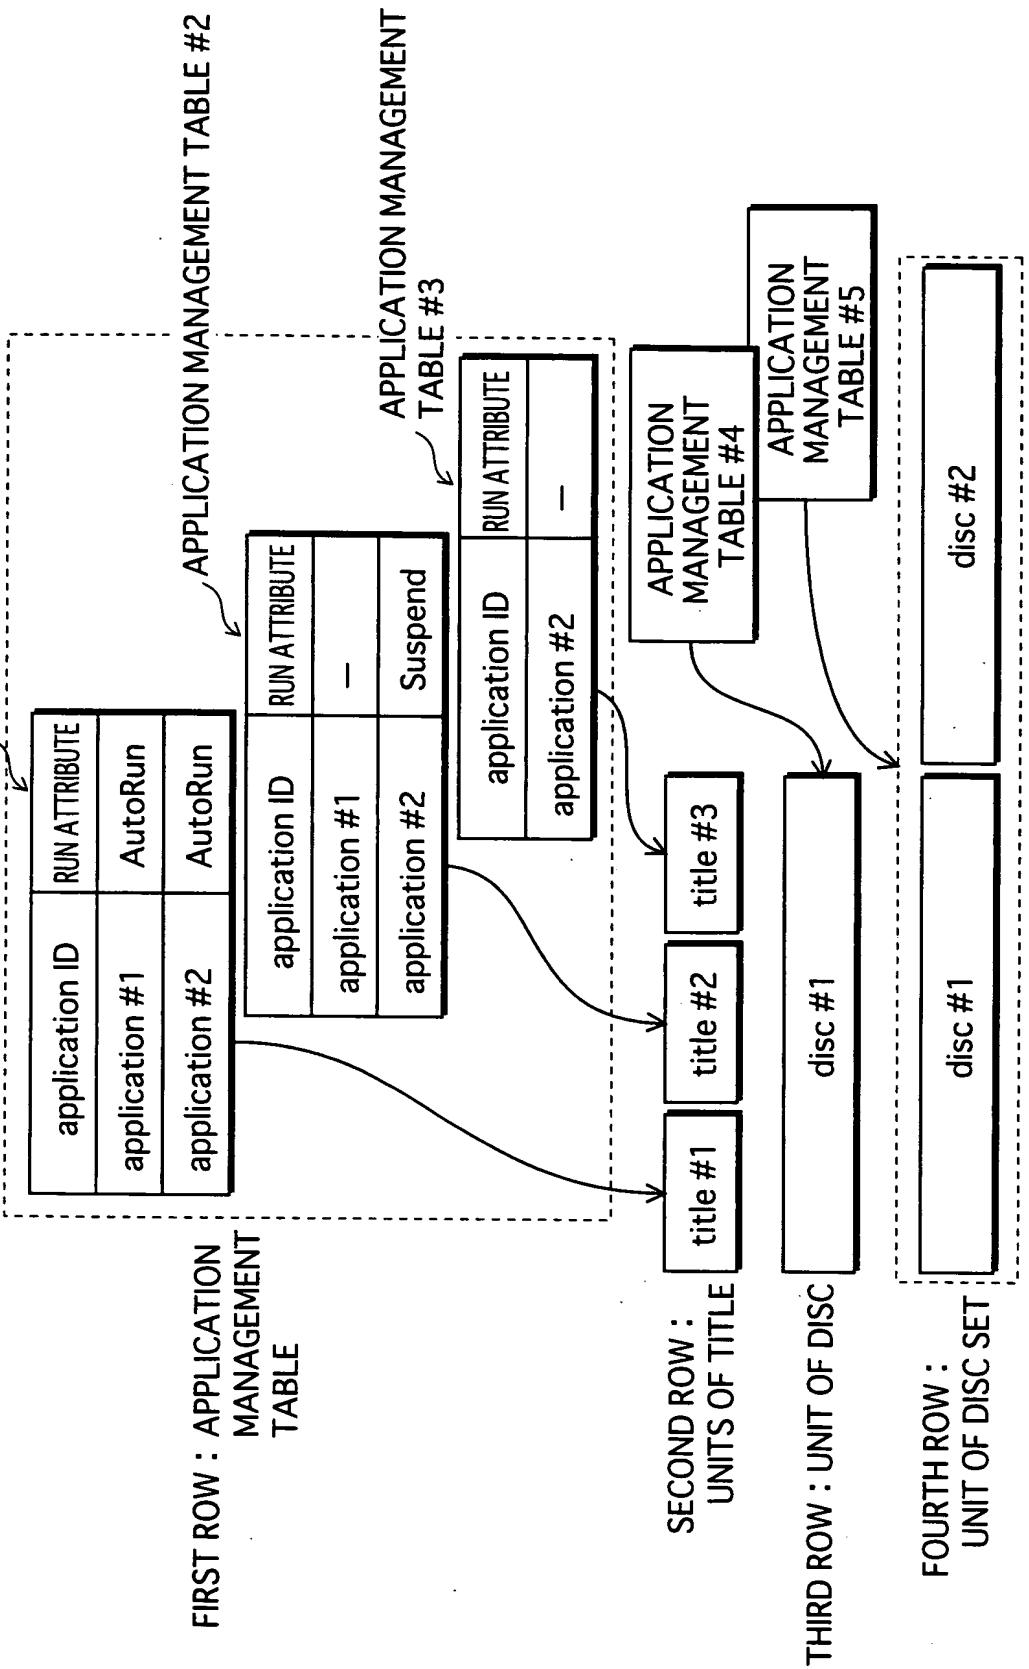 APPLICATION MANAGEMENT TABLE #2
APPLICATION MANAGEMENT
TABLE #3
FIRST ROW : APPLICATION
MANAGEMENT
TABLE
application ID RUN ATTRIBUTE
application #1 AutoRun
application #2 AutoRun
application ID RUN ATTRIBUTE
application #1 —
application #2 Suspend
application ID RUN ATTRIBUTE
application #2 —
SECOND ROW :
UNITS OF TITLE
title #1 title #2 title #3
APPLICATION
MANAGEMENT
TABLE #4
THIRD ROW : UNIT OF DISC
disc #1
APPLICATION
MANAGEMENT
TABLE #5
FOURTH ROW :
UNIT OF DISC SET
disc #1 disc #2